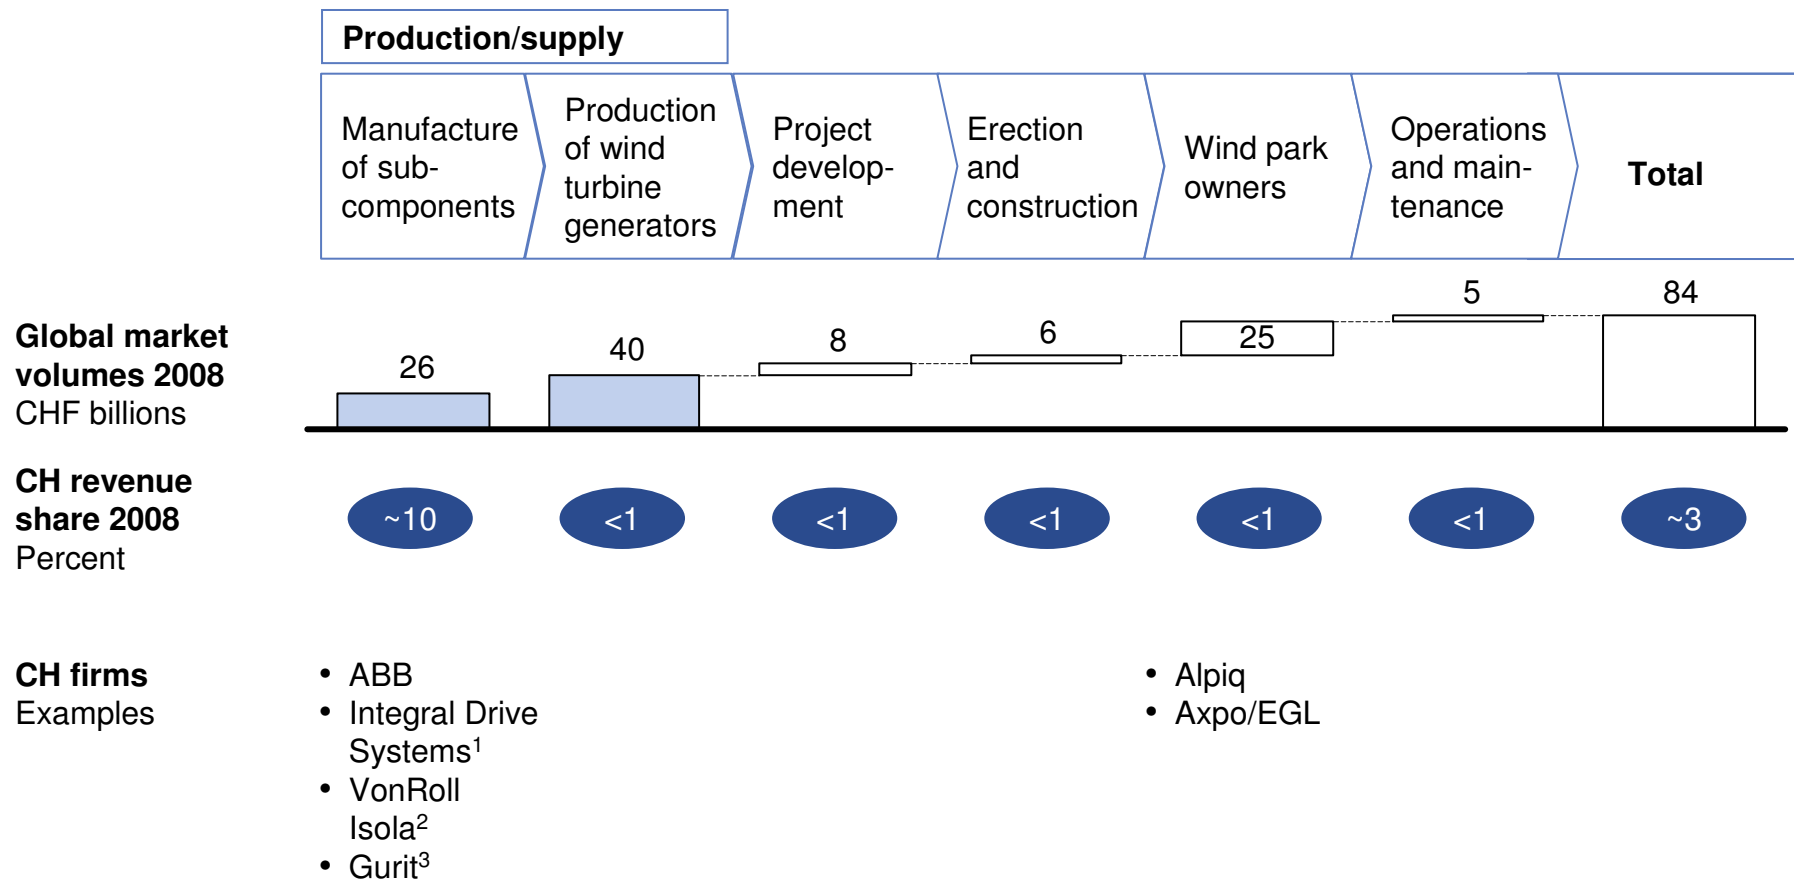 Production/supply
Manufacture
of sub-
components
Production
of wind
turbine
generators
Project
develop-
ment
Erection
and
construction
Wind park
owners
Operations
and main-
tenance
Total
Global market
volumes 2008
CHF billions
26
40
8
6
25
5
84
CH revenue
share 2008
Percent
~10
<1
<1
<1
<1
<1
~3
CH firms
Examples
• ABB
• Integral Drive
Systems¹
• VonRoll
Isola²
• Gurit³
• Alpiq
• Axpo/EGL